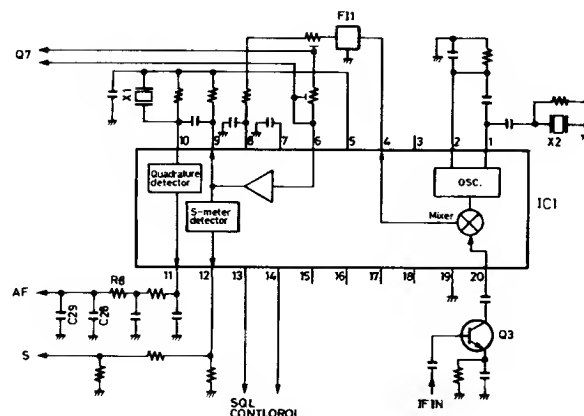 FI1
Q7
X1
X2
10 9 8 7 6 5 4 3 2 1
Quadrature
detector
S-meter
detector
OSC.
Mixer
IC1
11 12 13 14 15 16 17 18 19 20
AF
R6
C29
C28
S
Q3
SQL
CONTLOROL
IF IN